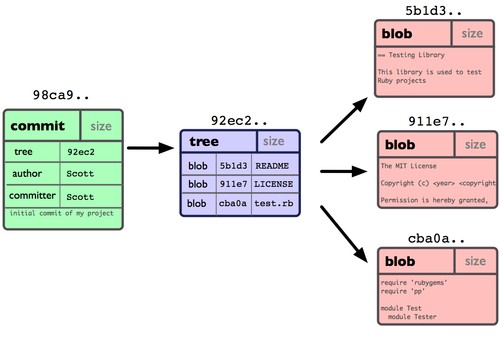 98ca9..
commit size
tree 92ec2
author Scott
committer Scott
initial commit of my project
92ec2..
tree size
blob 5b1d3 README
blob 911e7 LICENSE
blob cba0a test.rb
5b1d3..
blob size
== Testing Library
This library is used to test
Ruby projects
911e7..
blob size
The MIT License
Copyright (c) <year> <copyright
Permission is hereby granted,
cba0a..
blob size
require 'rubygems'
require 'pp'
module Test
module Tester